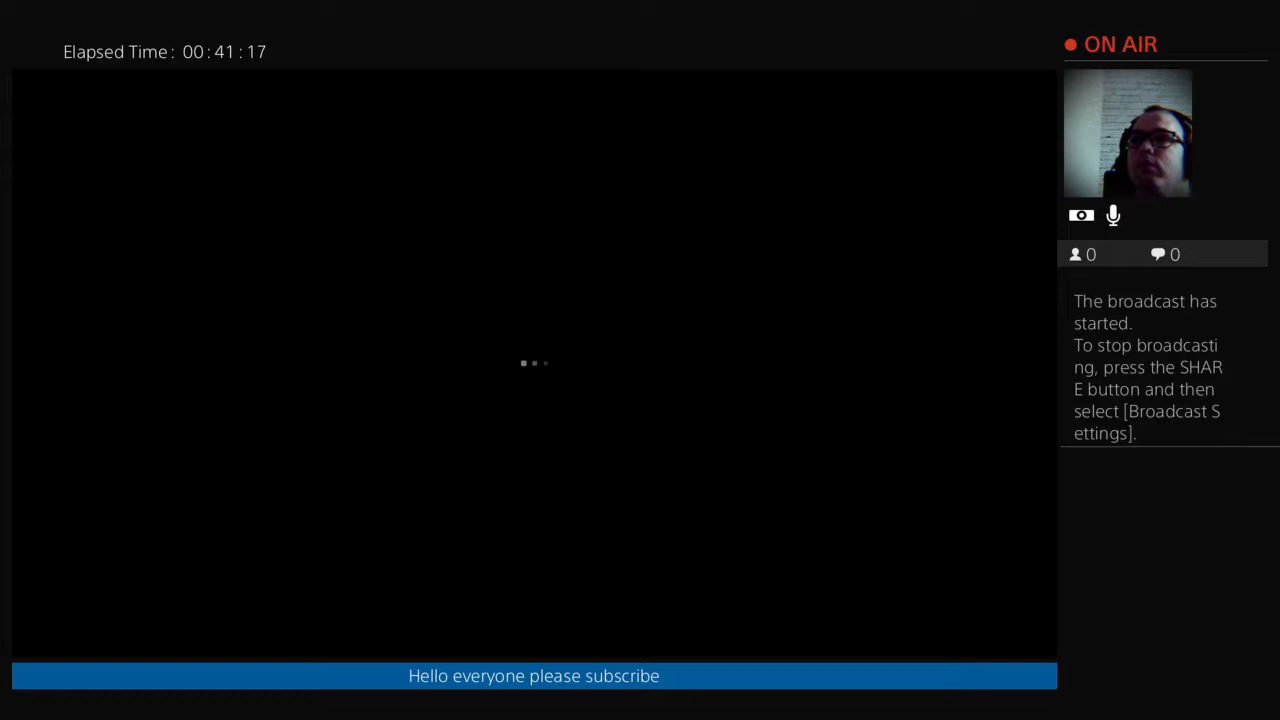 Elapsed Time: 00:41:17
ON AIR
0 0
The broadcast has
started.
To stop broadcasti
ng, press the SHAR
E button and then
select [Broadcast S
ettings].
Hello everyone please subscribe